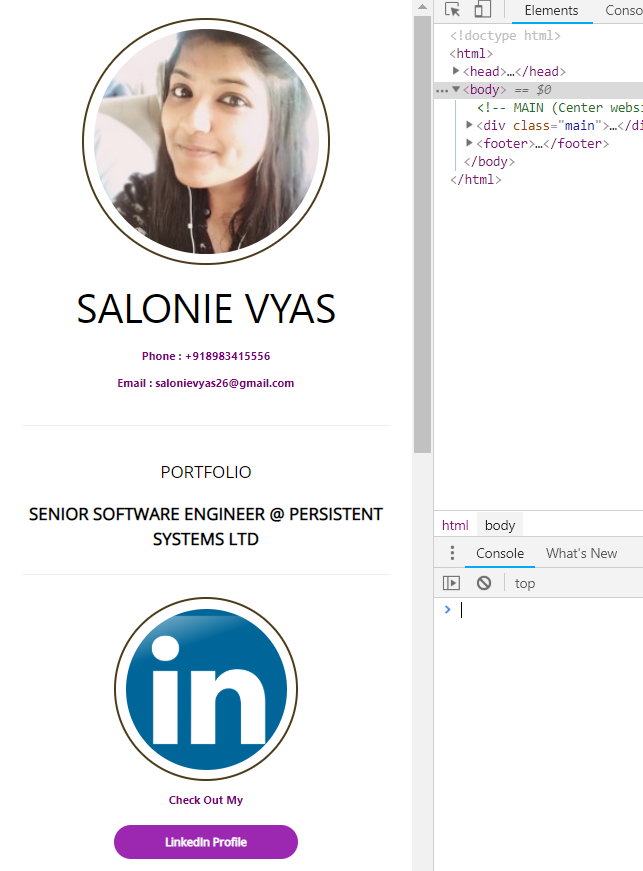 SALONIE VYAS
Phone : +918983415556
Email : salonievyas26@gmail.com
PORTFOLIO
SENIOR SOFTWARE ENGINEER @ PERSISTENT
SYSTEMS LTD
in
Check Out My
LinkedIn Profile
Elements Conso
<!doctype html>
<html>
<head>…</head>
<body> == $0
<!-- MAIN (Center websi
<div class="main">…</di
<footer>…</footer>
</body>
</html>
html body
Console What's New
top